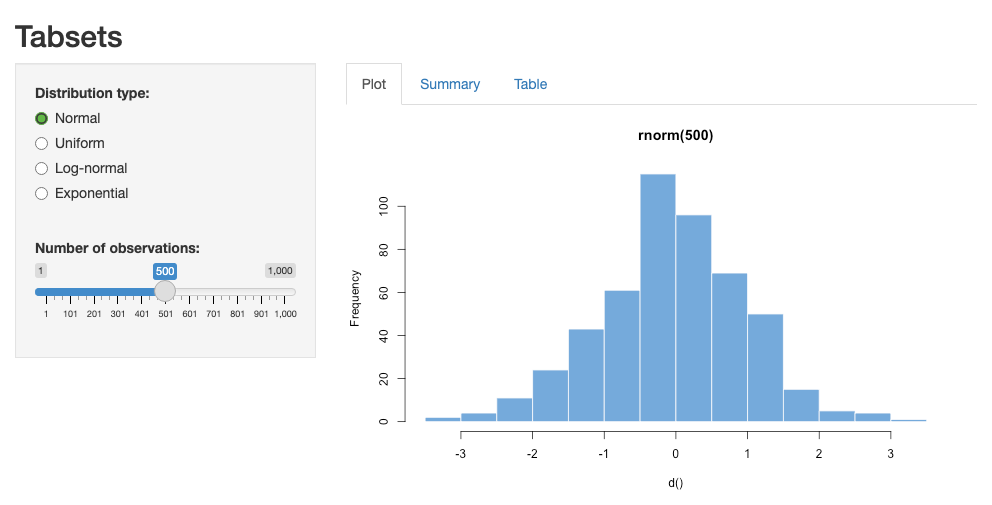 Tabsets
Distribution type:
Normal
Uniform
Log-normal
Exponential
Number of observations:
1 500 1,000
1 101 201 301 401 501 601 701 801 901 1,000
Plot Summary Table
rnorm(500)
Frequency
100
80
60
40
20
0
-3 -2 -1 0 1 2 3
d()